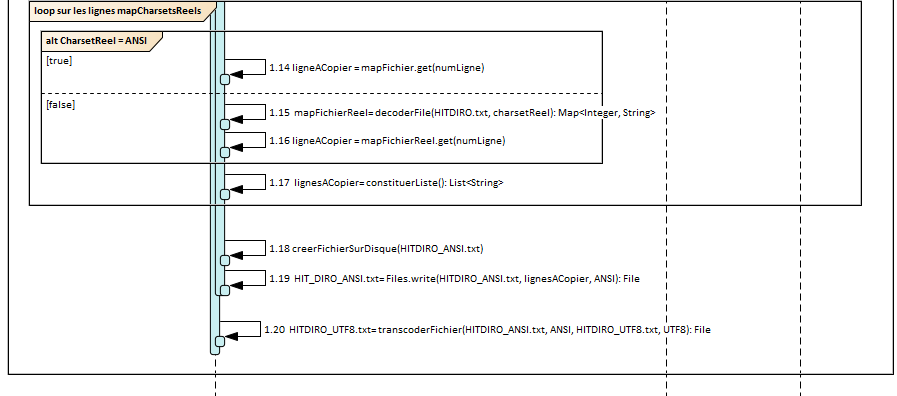 loop sur les lignes mapCharsetsReels
alt CharsetReel = ANSI
[true]
1.14 ligneACopier = mapFichier.get(numLigne)
[false]
1.15 mapFichierReel= decoderFile(HITDIRO.txt, charsetReel): Map<Integer, String>
1.16 ligneACopier = mapFichierReel.get(numLigne)
1.17 lignesACopier= constituerListe(): List<String>
1.18 creerFichierSurDisque(HITDIRO_ANSI.txt)
1.19 HIT_DIRO_ANSI.txt= Files.write(HITDIRO_ANSI.txt, lignesACopier, ANSI): File
1.20 HITDIRO_UTF8.txt= transcoderFichier(HITDIRO_ANSI.txt, ANSI, HITDIRO_UTF8.txt, UTF8): File